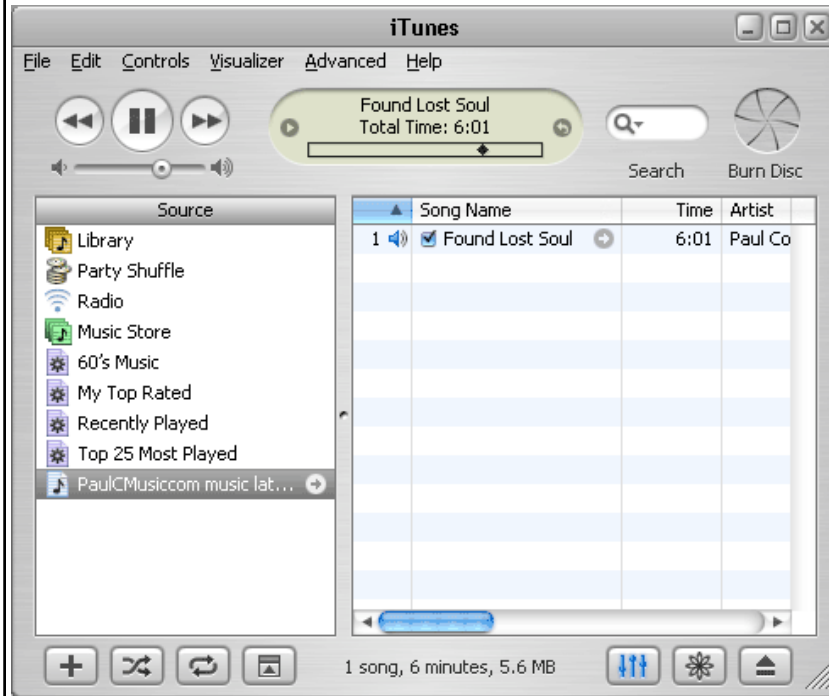 iTunes
File Edit Controls Visualizer Advanced Help
Found Lost Soul
Total Time: 6:01
Search
Burn Disc
Source
Library
Party Shuffle
Radio
Music Store
60's Music
My Top Rated
Recently Played
Top 25 Most Played
PaulCMusiccom music lat...
Song Name Time Artist
1 Found Lost Soul 6:01 Paul Co
1 song, 6 minutes, 5.6 MB